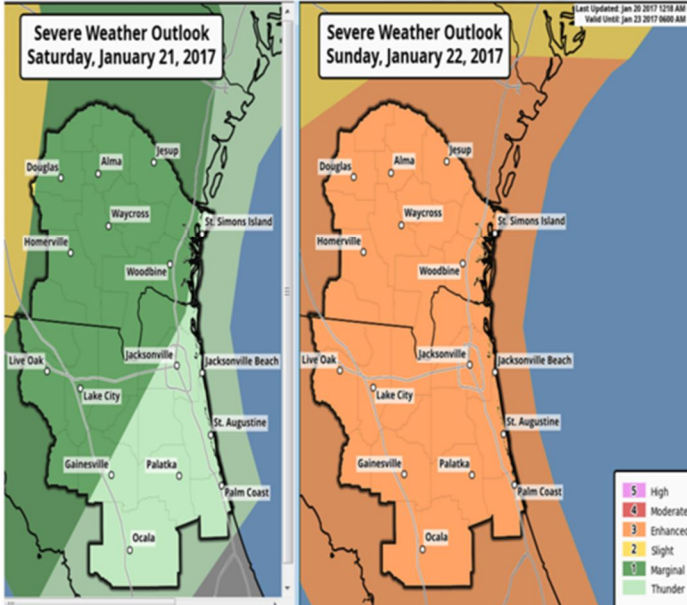 Severe Weather Outlook
Saturday, January 21, 2017
Severe Weather Outlook
Sunday, January 22, 2017
Last Updated: Jan 20 2017 1218 AM
Valid Until: Jan 23 2017 0600 AM
Jesup
Alma
Douglas
Waycross
St. Simons Island
Homerville
Woodbine
Jacksonville
Live Oak
Jacksonville Beach
Lake City
St. Augustine
Gainesville
Palatka
Palm Coast
Ocala
Jesup
Alma
Douglas
Waycross
St. Simons Island
Homerville
Woodbine
Jacksonville
Live Oak
Jacksonville Beach
Lake City
St. Augustine
Gainesville
Palatka
Palm Coast
Ocala
5 High
4 Moderate
3 Enhanced
2 Slight
1 Marginal
Thunder